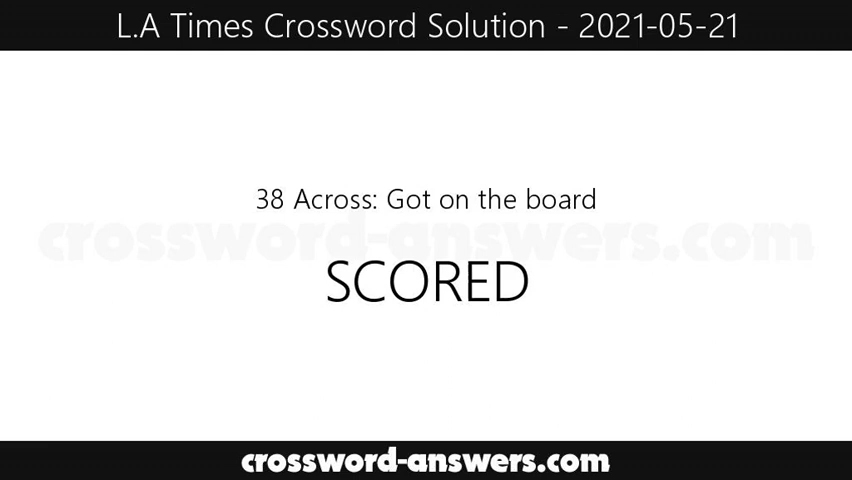 L.A Times Crossword Solution - 2021-05-21
38 Across: Got on the board
crossword-answers.com
SCORED
crossword-answers.com